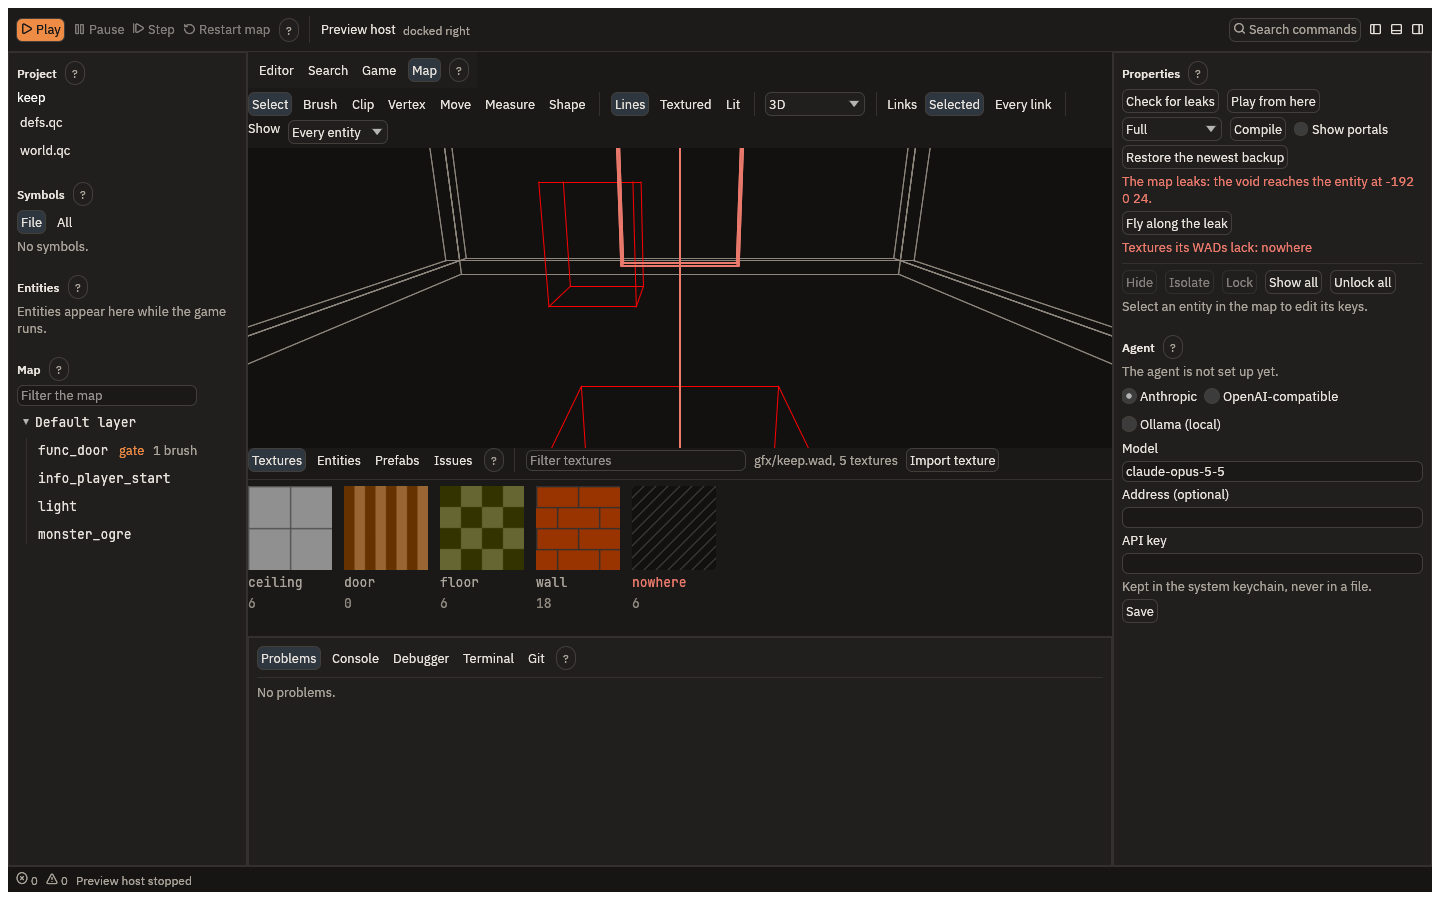 Play Pause Step Restart map ? Preview host docked right Search commands
Project ?
keep
defs.qc
world.qc
Symbols ?
File All
No symbols.
Entities ?
Entities appear here while the game
runs.
Map ?
Filter the map
Default layer
func_door gate 1 brush
info_player_start
light
monster_ogre
Editor Search Game Map ?
Select Brush Clip Vertex Move Measure Shape Lines Textured Lit 3D Links Selected Every link
Show Every entity
Textures Entities Prefabs Issues ? Filter textures gfx/keep.wad, 5 textures Import texture
ceiling door floor wall nowhere
6 0 6 18 6
Problems Console Debugger Terminal Git ?
No problems.
Properties ?
Check for leaks Play from here
Full Compile Show portals
Restore the newest backup
The map leaks: the void reaches the entity at -192
0 24.
Fly along the leak
Textures its WADs lack: nowhere
Hide Isolate Lock Show all Unlock all
Select an entity in the map to edit its keys.
Agent ?
The agent is not set up yet.
Anthropic OpenAI-compatible
Ollama (local)
Model
claude-opus-5-5
Address (optional)
API key
Kept in the system keychain, never in a file.
Save
0 0 Preview host stopped